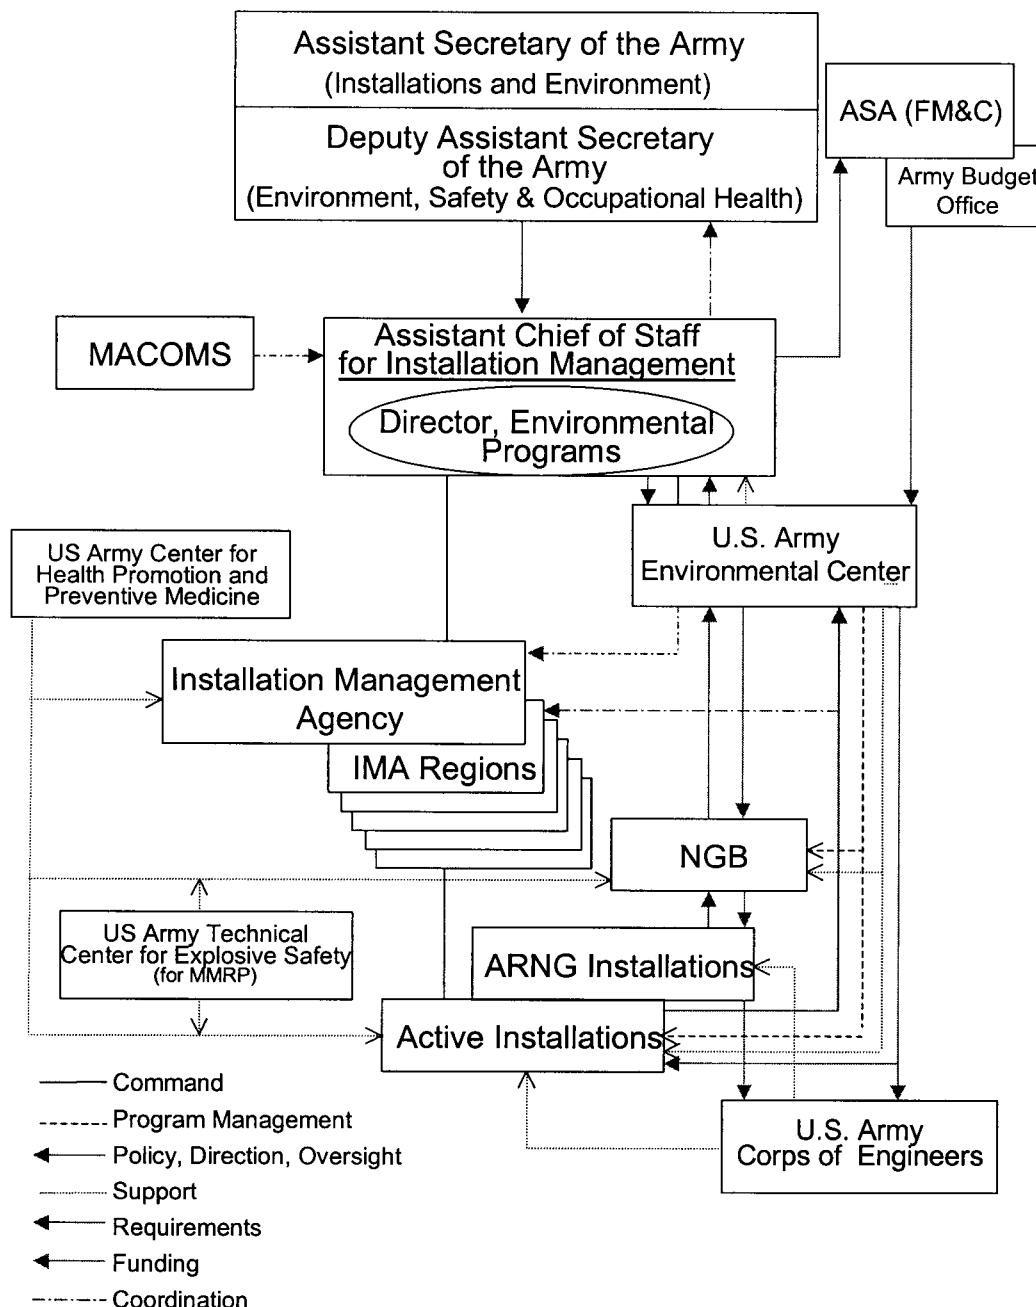 Assistant Secretary of the Army
(Installations and Environment)
Deputy Assistant Secretary
of the Army
(Environment, Safety & Occupational Health)
ASA (FM&C)
Army Budget
Office
MACOMS
Assistant Chief of Staff
for Installation Management
Director, Environmental
Programs
U.S. Army
Environmental Center
US Army Center for
Health Promotion and
Preventive Medicine
Installation Management
Agency
IMA Regions
NGB
US Army Technical
Center for Explosive Safety
(for MMRP)
ARNG Installations
Active Installations
U.S. Army
Corps of Engineers
Command
Program Management
Policy, Direction, Oversight
Support
Requirements
Funding
Coordination